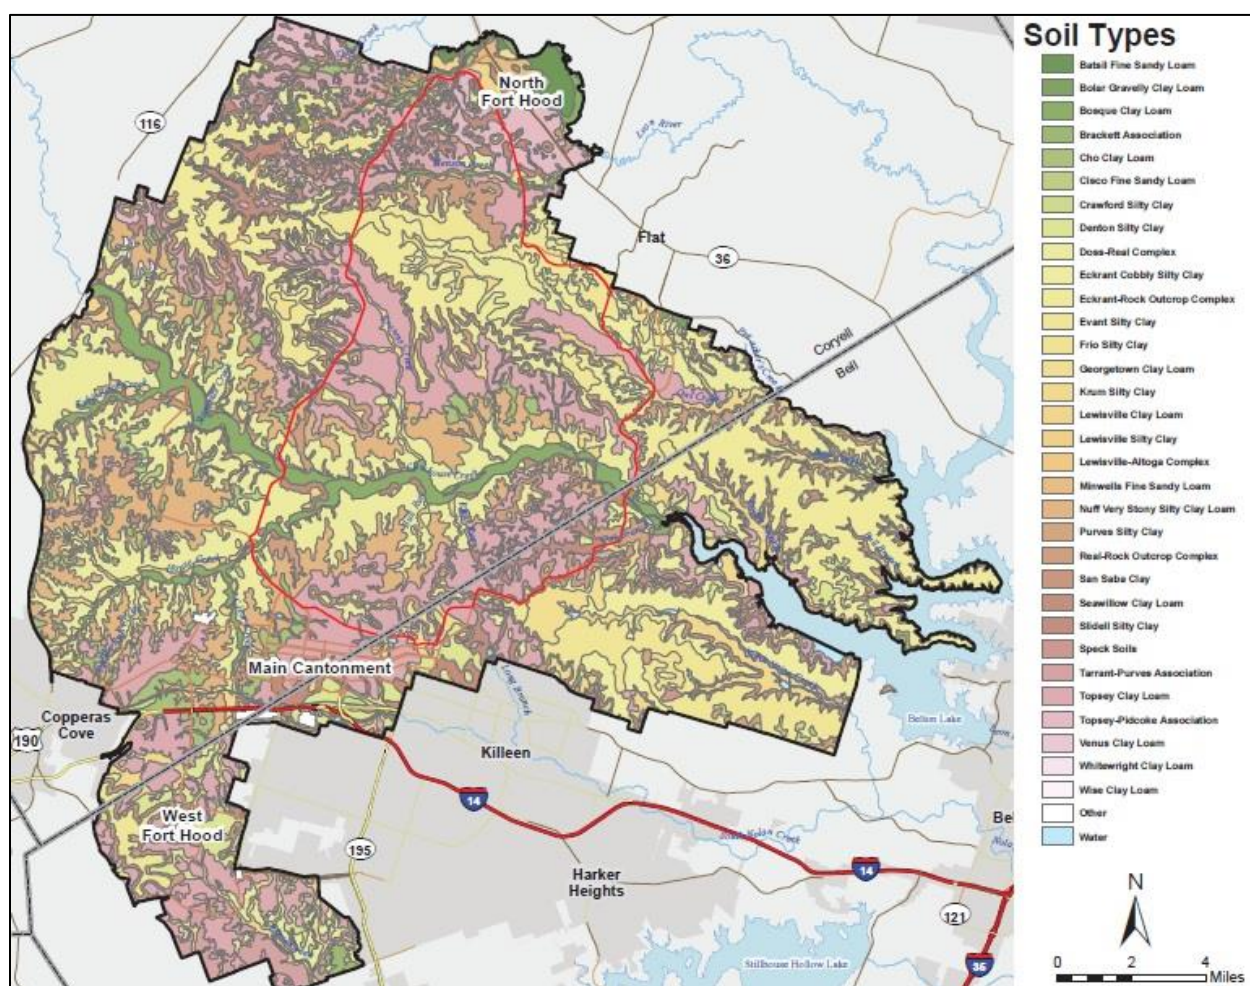 Soil Types
Batsil Fine Sandy Loam
Bolar Gravelly Clay Loam
Bosque Clay Loam
Brackett Association
Cho Clay Loam
Cisco Fine Sandy Loam
Crawford Silty Clay
Denton Silty Clay
Doss-Real Complex
Eckrant Cobbly Silty Clay
Eckrant-Rock Outcrop Complex
Evant Silty Clay
Frio Silty Clay
Georgetown Clay Loam
Krum Silty Clay
Lewisville Clay Loam
Lewisville Silty Clay
Lewisville-Altoga Complex
Minwells Fine Sandy Loam
Nuff Very Stony Silty Clay Loam
Purves Silty Clay
Real-Rock Outcrop Complex
San Saba Clay
Seawillow Clay Loam
Slidell Silty Clay
Speck Soils
Tarrant-Purves Association
Topsey Clay Loam
Topsey-Pidcoke Association
Venus Clay Loam
Whitewright Clay Loam
Wise Clay Loam
Other
Water
N
0 2 4
Miles
North
Fort Hood
116
Leon River
Flat
36
Coryell
Bell
Main Cantonment
Copperas
Cove
190
Killeen
Long Branch
Belton Lake
West
Fort Hood
14
195
Harker
Heights
South Nolan Creek
14
121
35
Stillhouse Hollow Lake